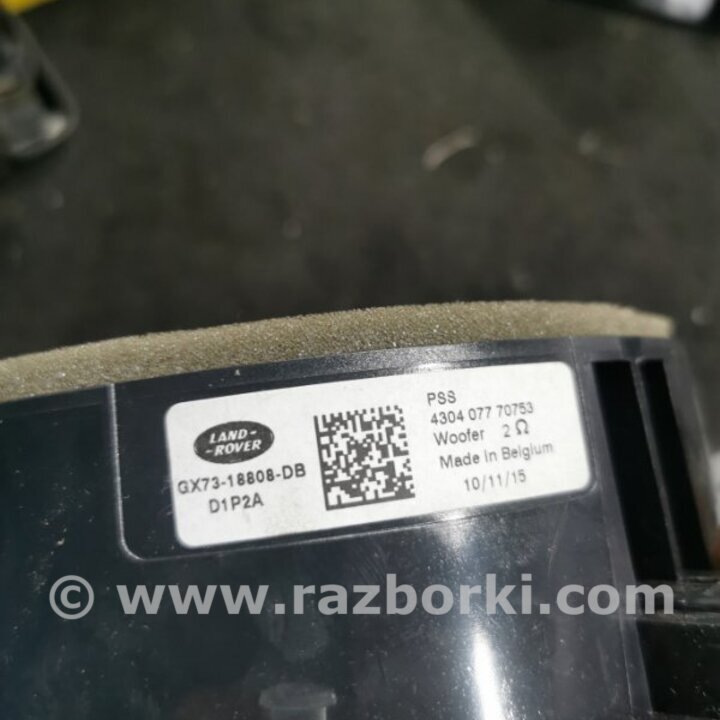 LAND-
-ROVER
GX73-18808-DB
D1P2A
PSS
4304 077 70753
Woofer 2 Ω
Made In Belgium
10/11/15
© www.razborki.com